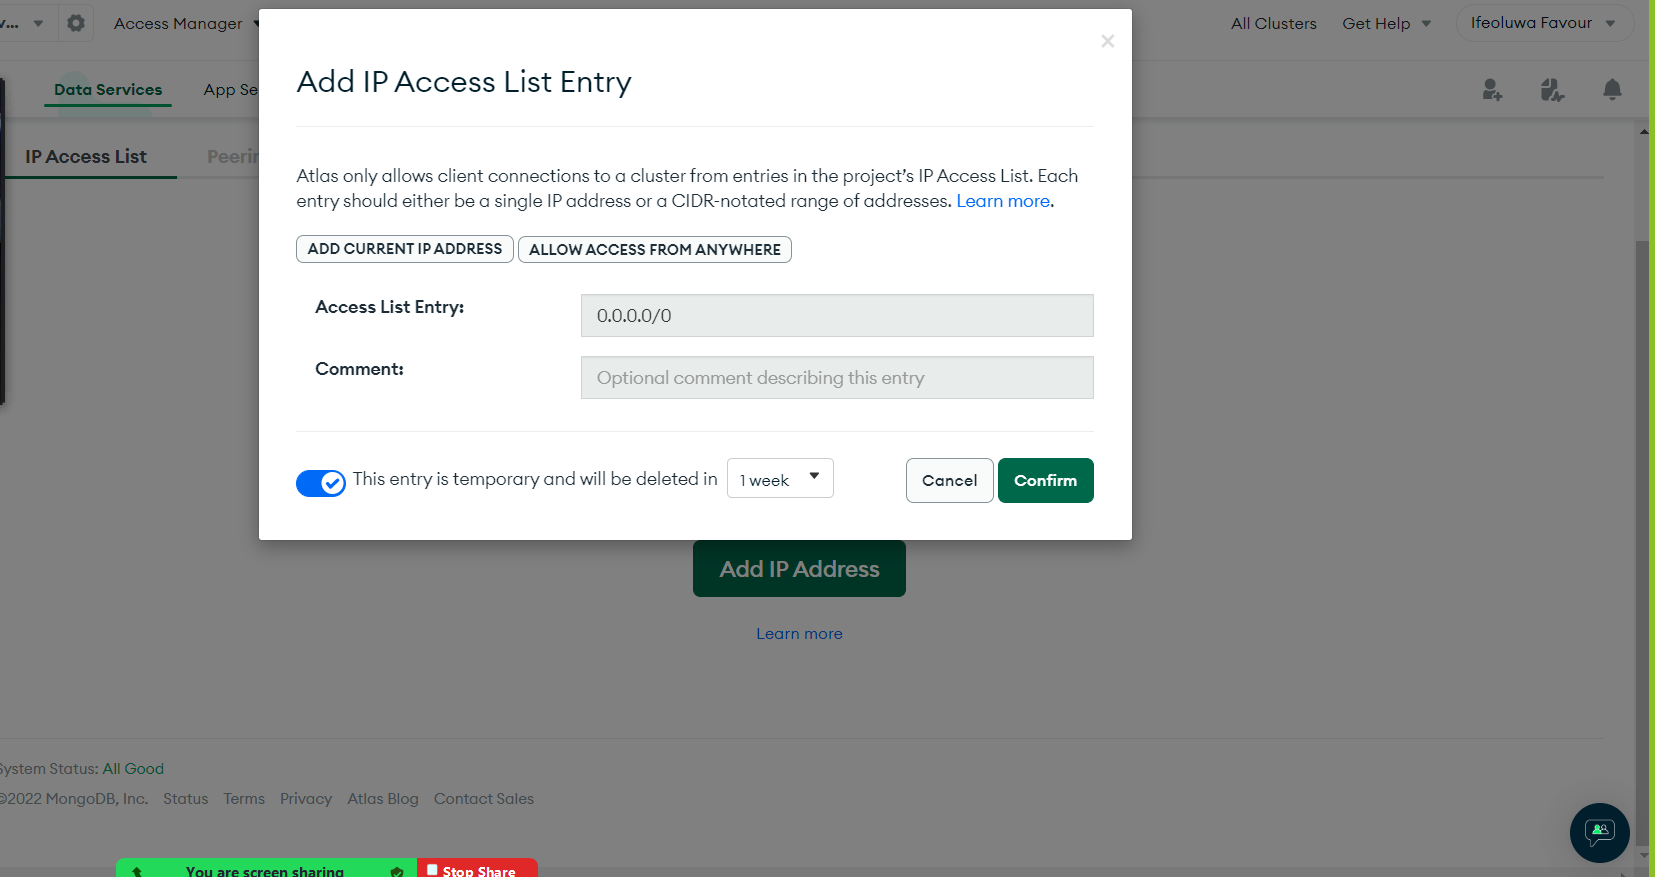 Access Manager
All Clusters
Get Help
Ifeoluwa Favour
Data Services
App Se
IP Access List
Peerin
×
Add IP Access List Entry
Atlas only allows client connections to a cluster from entries in the project's IP Access List. Each
entry should either be a single IP address or a CIDR-notated range of addresses. Learn more.
ADD CURRENT IP ADDRESS
ALLOW ACCESS FROM ANYWHERE
Access List Entry:
0.0.0.0/0
Comment:
Optional comment describing this entry
This entry is temporary and will be deleted in
1 week
Cancel
Confirm
Add IP Address
Learn more
System Status: All Good
©2022 MongoDB, Inc. Status Terms Privacy Atlas Blog Contact Sales
You are screen sharing
Stop Share